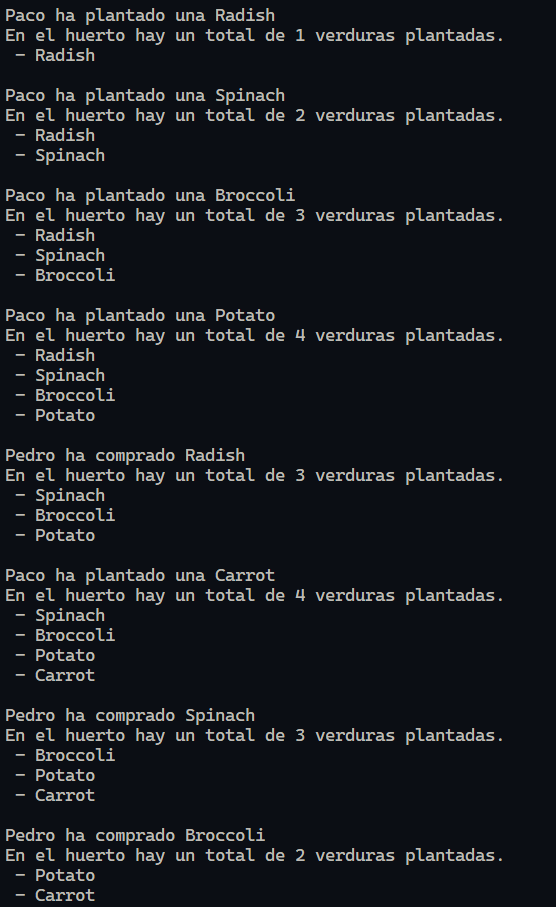 Paco ha plantado una Radish
En el huerto hay un total de 1 verduras plantadas.
- Radish
Paco ha plantado una Spinach
En el huerto hay un total de 2 verduras plantadas.
- Radish
- Spinach
Paco ha plantado una Broccoli
En el huerto hay un total de 3 verduras plantadas.
- Radish
- Spinach
- Broccoli
Paco ha plantado una Potato
En el huerto hay un total de 4 verduras plantadas.
- Radish
- Spinach
- Broccoli
- Potato
Pedro ha comprado Radish
En el huerto hay un total de 3 verduras plantadas.
- Spinach
- Broccoli
- Potato
Paco ha plantado una Carrot
En el huerto hay un total de 4 verduras plantadas.
- Spinach
- Broccoli
- Potato
- Carrot
Pedro ha comprado Spinach
En el huerto hay un total de 3 verduras plantadas.
- Broccoli
- Potato
- Carrot
Pedro ha comprado Broccoli
En el huerto hay un total de 2 verduras plantadas.
- Potato
- Carrot